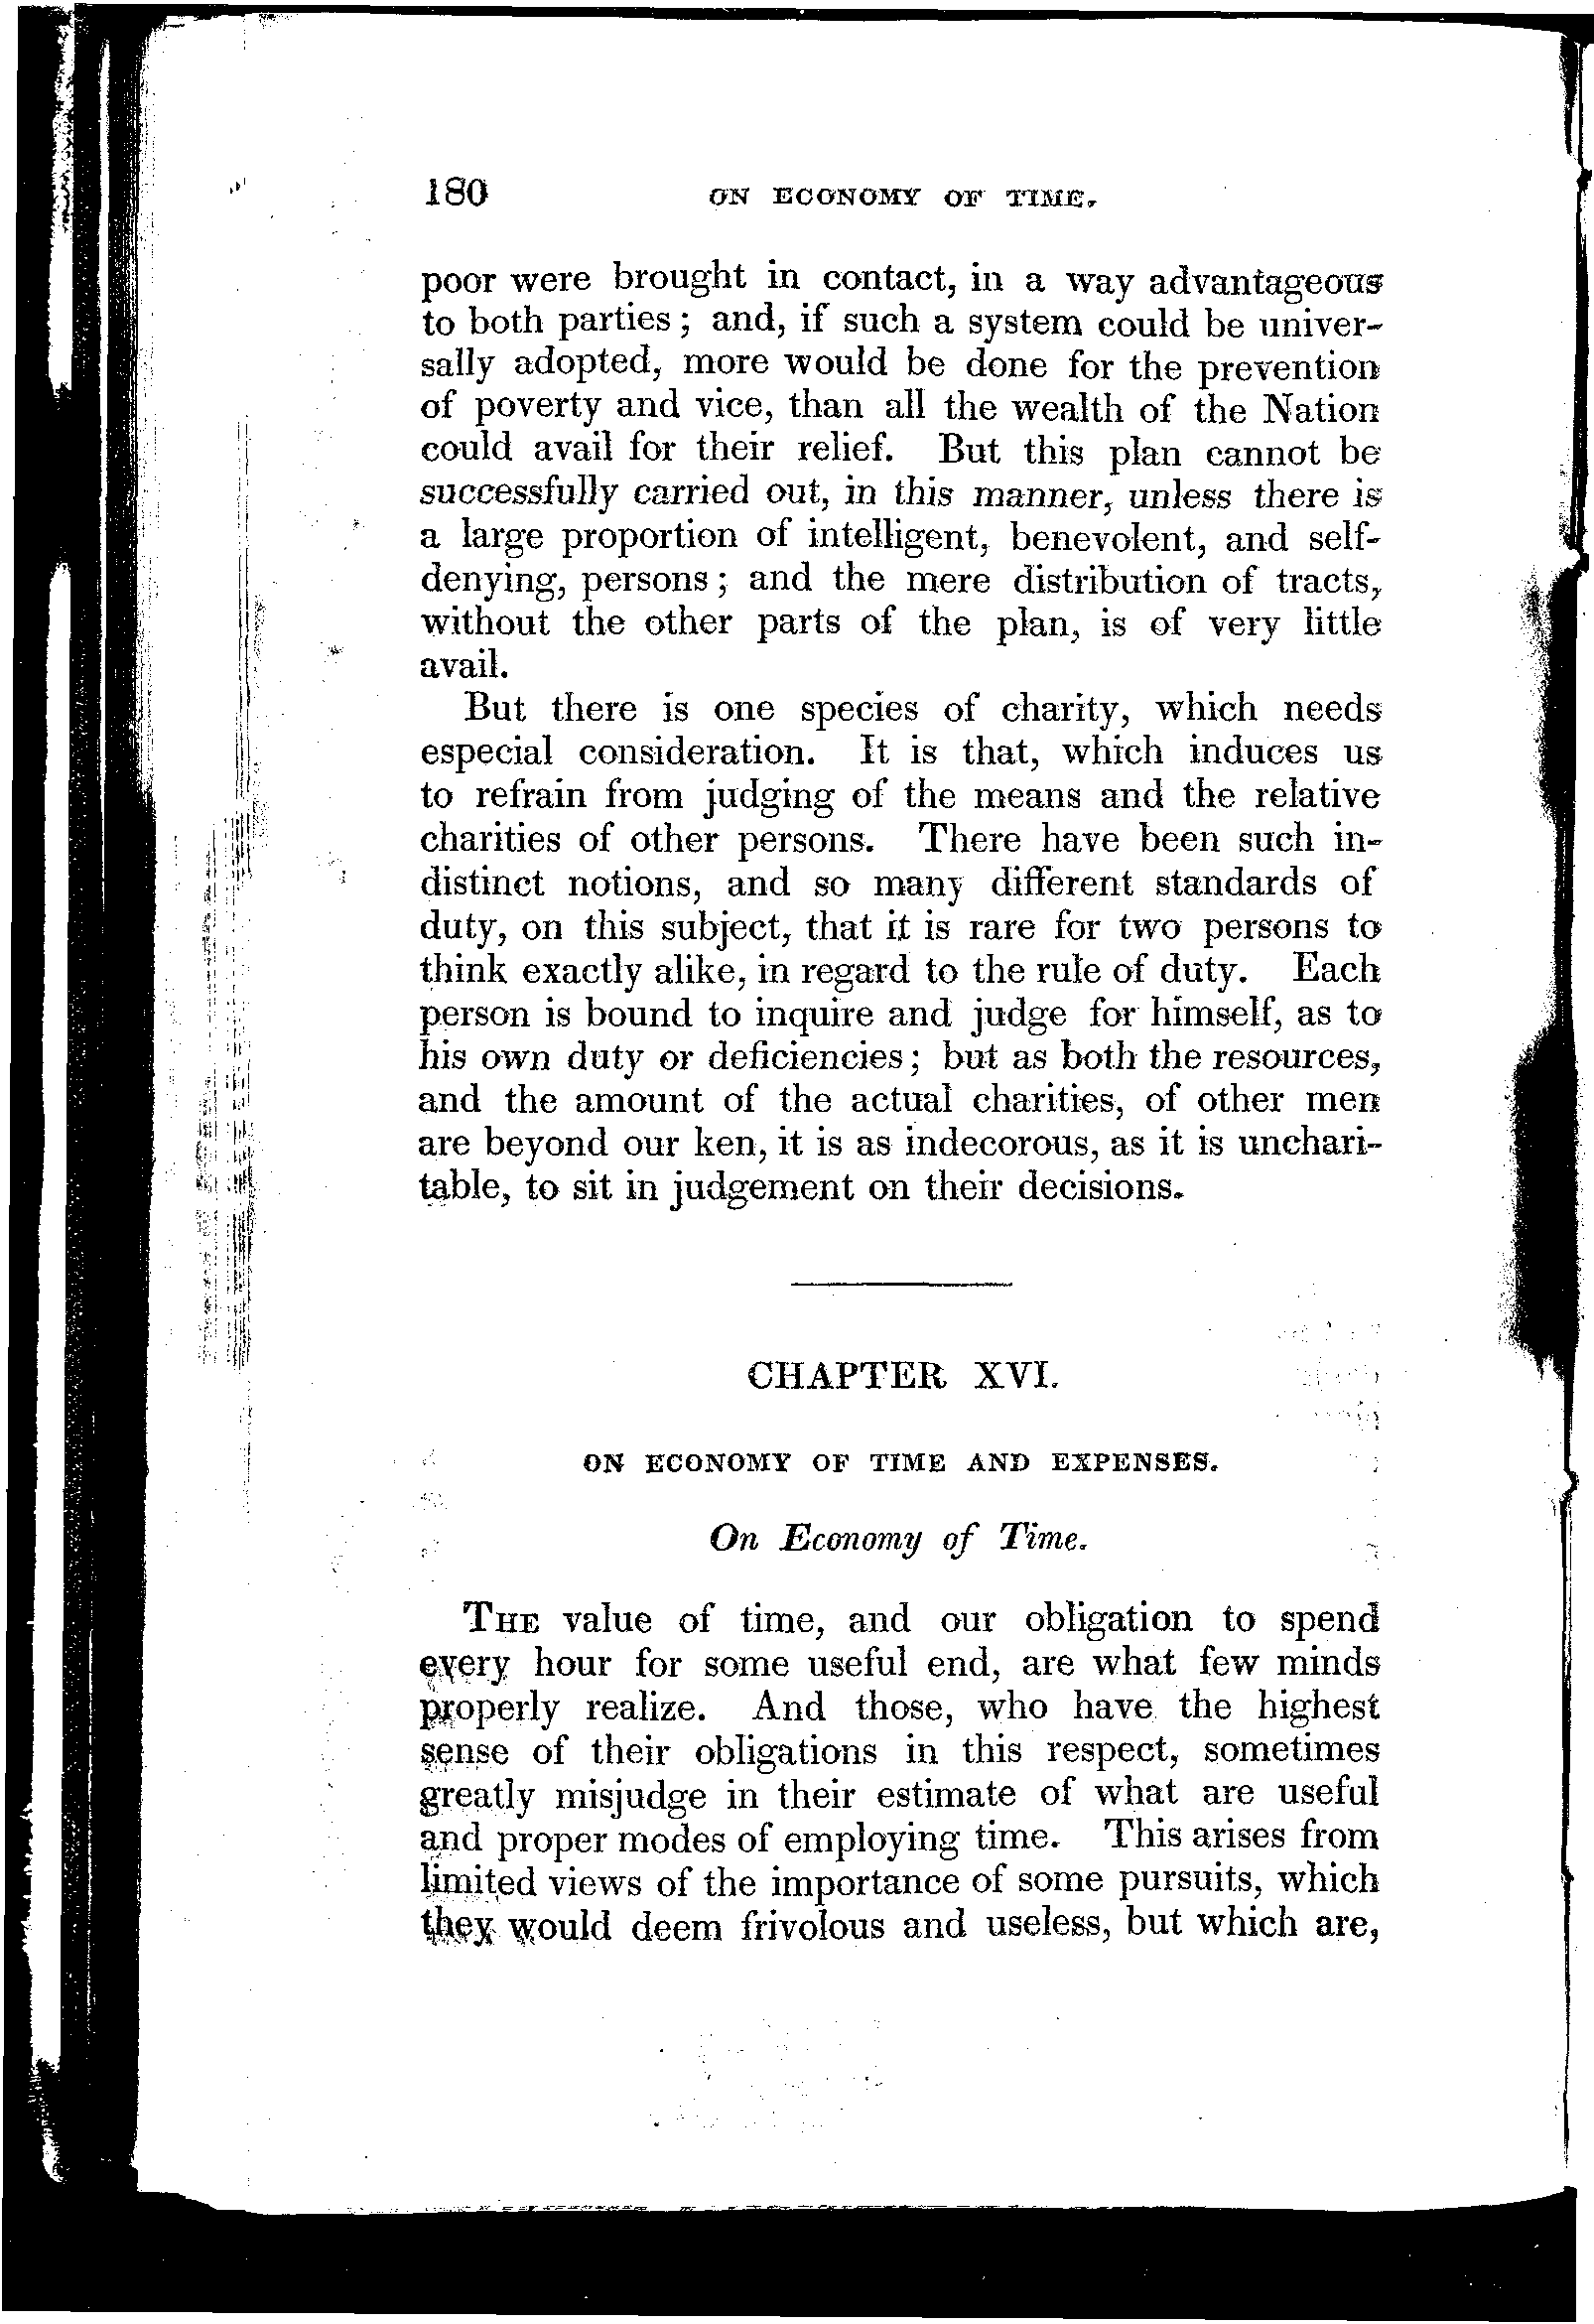 180 ON ECONOMY OF TIME.
poor were brought in contact, in a way advantageous
to both parties; and, if such a system could be univer-
sally adopted, more would be done for the prevention
of poverty and vice, than all the wealth of the Nation
could avail for their relief. But this plan cannot be
successfully carried out, in this manner, unless there is
a large proportion of intelligent, benevolent, and self-
denying, persons; and the mere distribution of tracts,
without the other parts of the plan, is of very little
avail.
But there is one species of charity, which needs
especial consideration. It is that, which induces us
to refrain from judging of the means and the relative
charities of other persons. There have been such in-
distinct notions, and so many different standards of
duty, on this subject, that it is rare for two persons to
think exactly alike, in regard to the rule of duty. Each
person is bound to inquire and judge for himself, as to
his own duty or deficiencies; but as both the resources,
and the amount of the actual charities, of other men
are beyond our ken, it is as indecorous, as it is unchari-
table, to sit in judgement on their decisions.
CHAPTER XVI.
ON ECONOMY OF TIME AND EXPENSES.
On Economy of Time.
THE value of time, and our obligation to spend
every hour for some useful end, are what few minds
properly realize. And those, who have the highest
sense of their obligations in this respect, sometimes
greatly misjudge in their estimate of what are useful
and proper modes of employing time. This arises from
limited views of the importance of some pursuits, which
they would deem frivolous and useless, but which are,